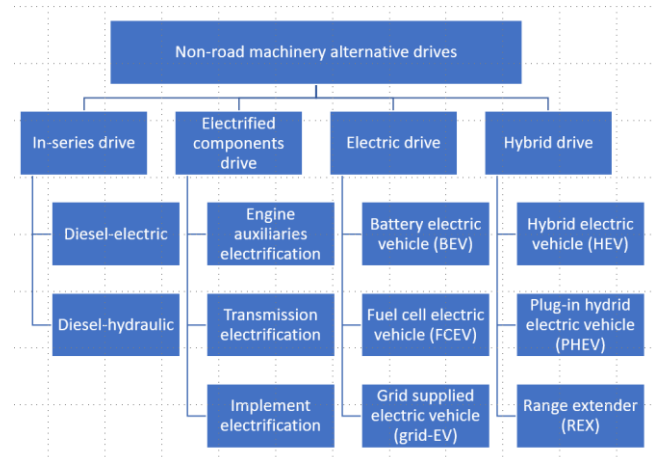 Non-road machinery alternative drives
In-series drive
Electrified
components
drive
Electric drive
Hybrid drive
Diesel-electric
Engine
auxiliaries
electrification
Battery electric
vehicle (BEV)
Hybrid electric
vehicle (HEV)
Diesel-hydraulic
Transmission
electrification
Fuel cell electric
vehicle (FCEV)
Plug-in hydrid
electric vehicle
(PHEV)
Implement
electrification
Grid supplied
electric vehicle
(grid-EV)
Range extender
(REX)